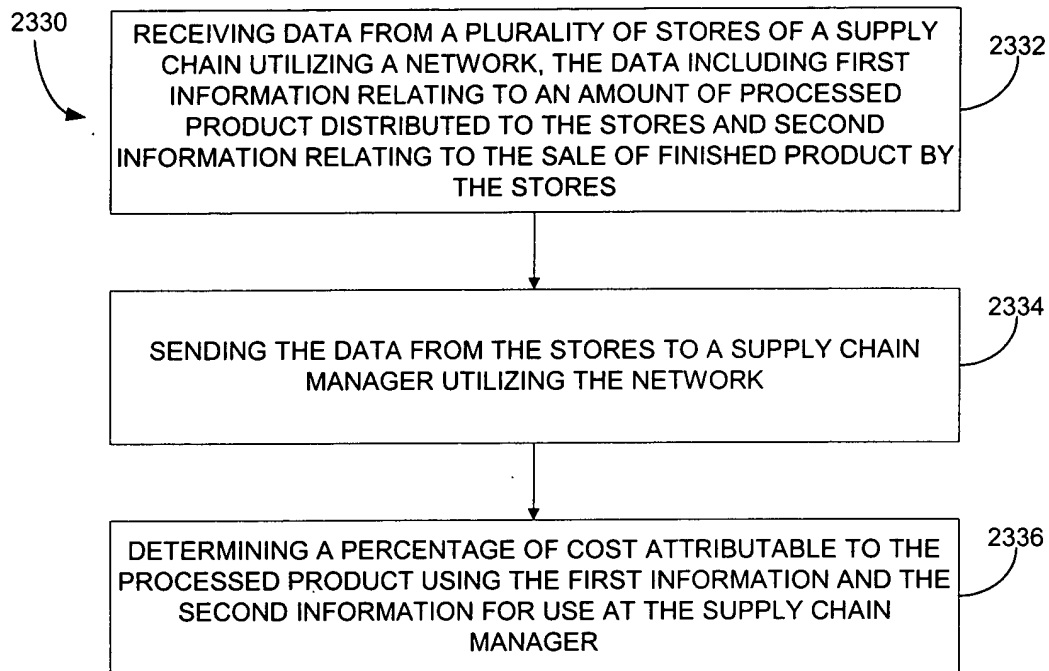 2330
RECEIVING DATA FROM A PLURALITY OF STORES OF A SUPPLY
CHAIN UTILIZING A NETWORK, THE DATA INCLUDING FIRST
INFORMATION RELATING TO AN AMOUNT OF PROCESSED
PRODUCT DISTRIBUTED TO THE STORES AND SECOND
INFORMATION RELATING TO THE SALE OF FINISHED PRODUCT BY
THE STORES
2332
SENDING THE DATA FROM THE STORES TO A SUPPLY CHAIN
MANAGER UTILIZING THE NETWORK
2334
DETERMINING A PERCENTAGE OF COST ATTRIBUTABLE TO THE
PROCESSED PRODUCT USING THE FIRST INFORMATION AND THE
SECOND INFORMATION FOR USE AT THE SUPPLY CHAIN
MANAGER
2336